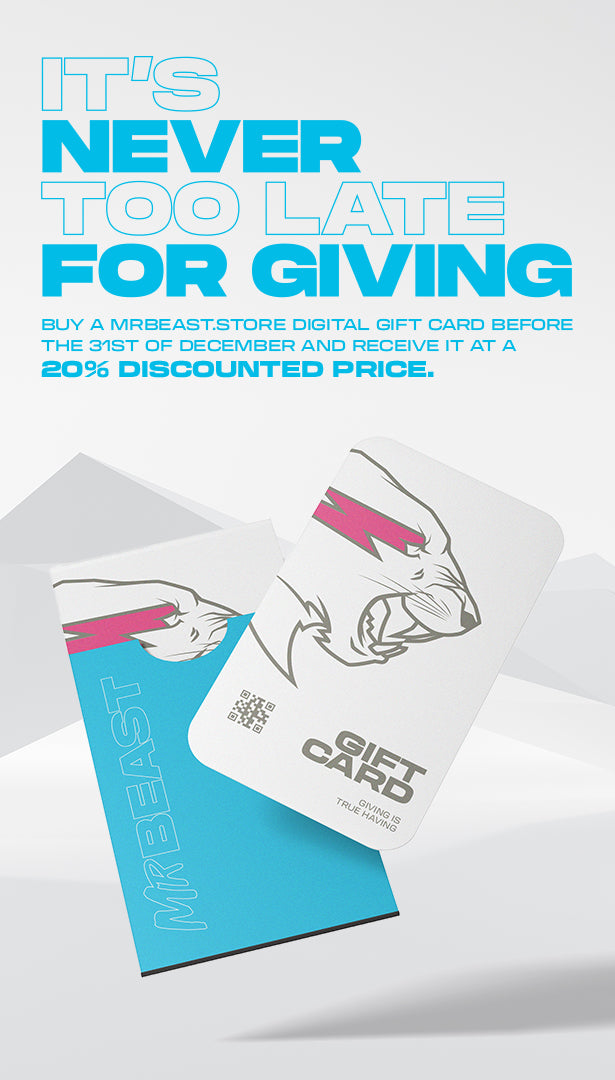 IT'S
NEVER
TOO LATE
FOR GIVING
BUY A MRBEAST.STORE DIGITAL GIFT CARD BEFORE
THE 31ST OF DECEMBER AND RECEIVE IT AT A
20% DISCOUNTED PRICE.
MRBEAST
GIFT
CARD
GIVING IS
TRUE HAVING